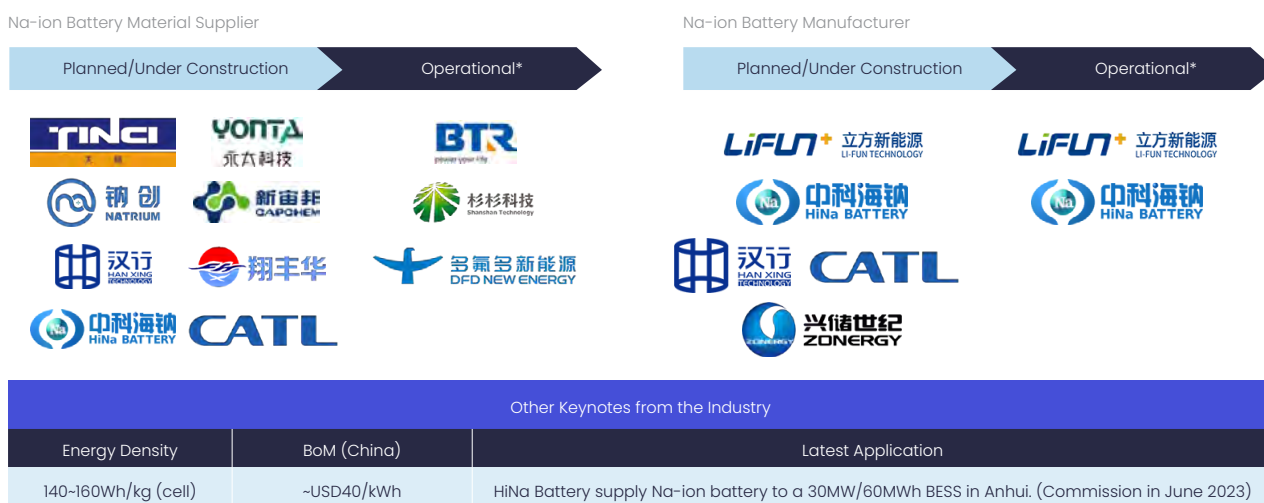 Na-ion Battery Material Supplier
Na-ion Battery Manufacturer
Planned/Under Construction
Operational*
Planned/Under Construction
Operational*
TINCI
天赐
YONTA
永太科技
BTR
power your life
LiFUN+ 立方新能源
LI-FUN TECHNOLOGY
LiFUN+ 立方新能源
LI-FUN TECHNOLOGY
钠创
NATRIUM
新宙邦
CAPCHEM
杉杉科技
Shanshan Technology
Na
中科海钠
HiNa BATTERY
Na
中科海钠
HiNa BATTERY
汉行
HAN XING
TECHNOLOGY
翔丰华
多氟多新能源
DFD NEW ENERGY
汉行
HAN XING
TECHNOLOGY
CATL
Na
中科海钠
HiNa BATTERY
CATL
ZONERGY
兴储世纪
ZONERGY
Other Keynotes from the Industry
Energy Density
BoM (China)
Latest Application
140~160Wh/kg (cell)
~USD40/kWh
HiNa Battery supply Na-ion battery to a 30MW/60MWh BESS in Anhui. (Commission in June 2023)